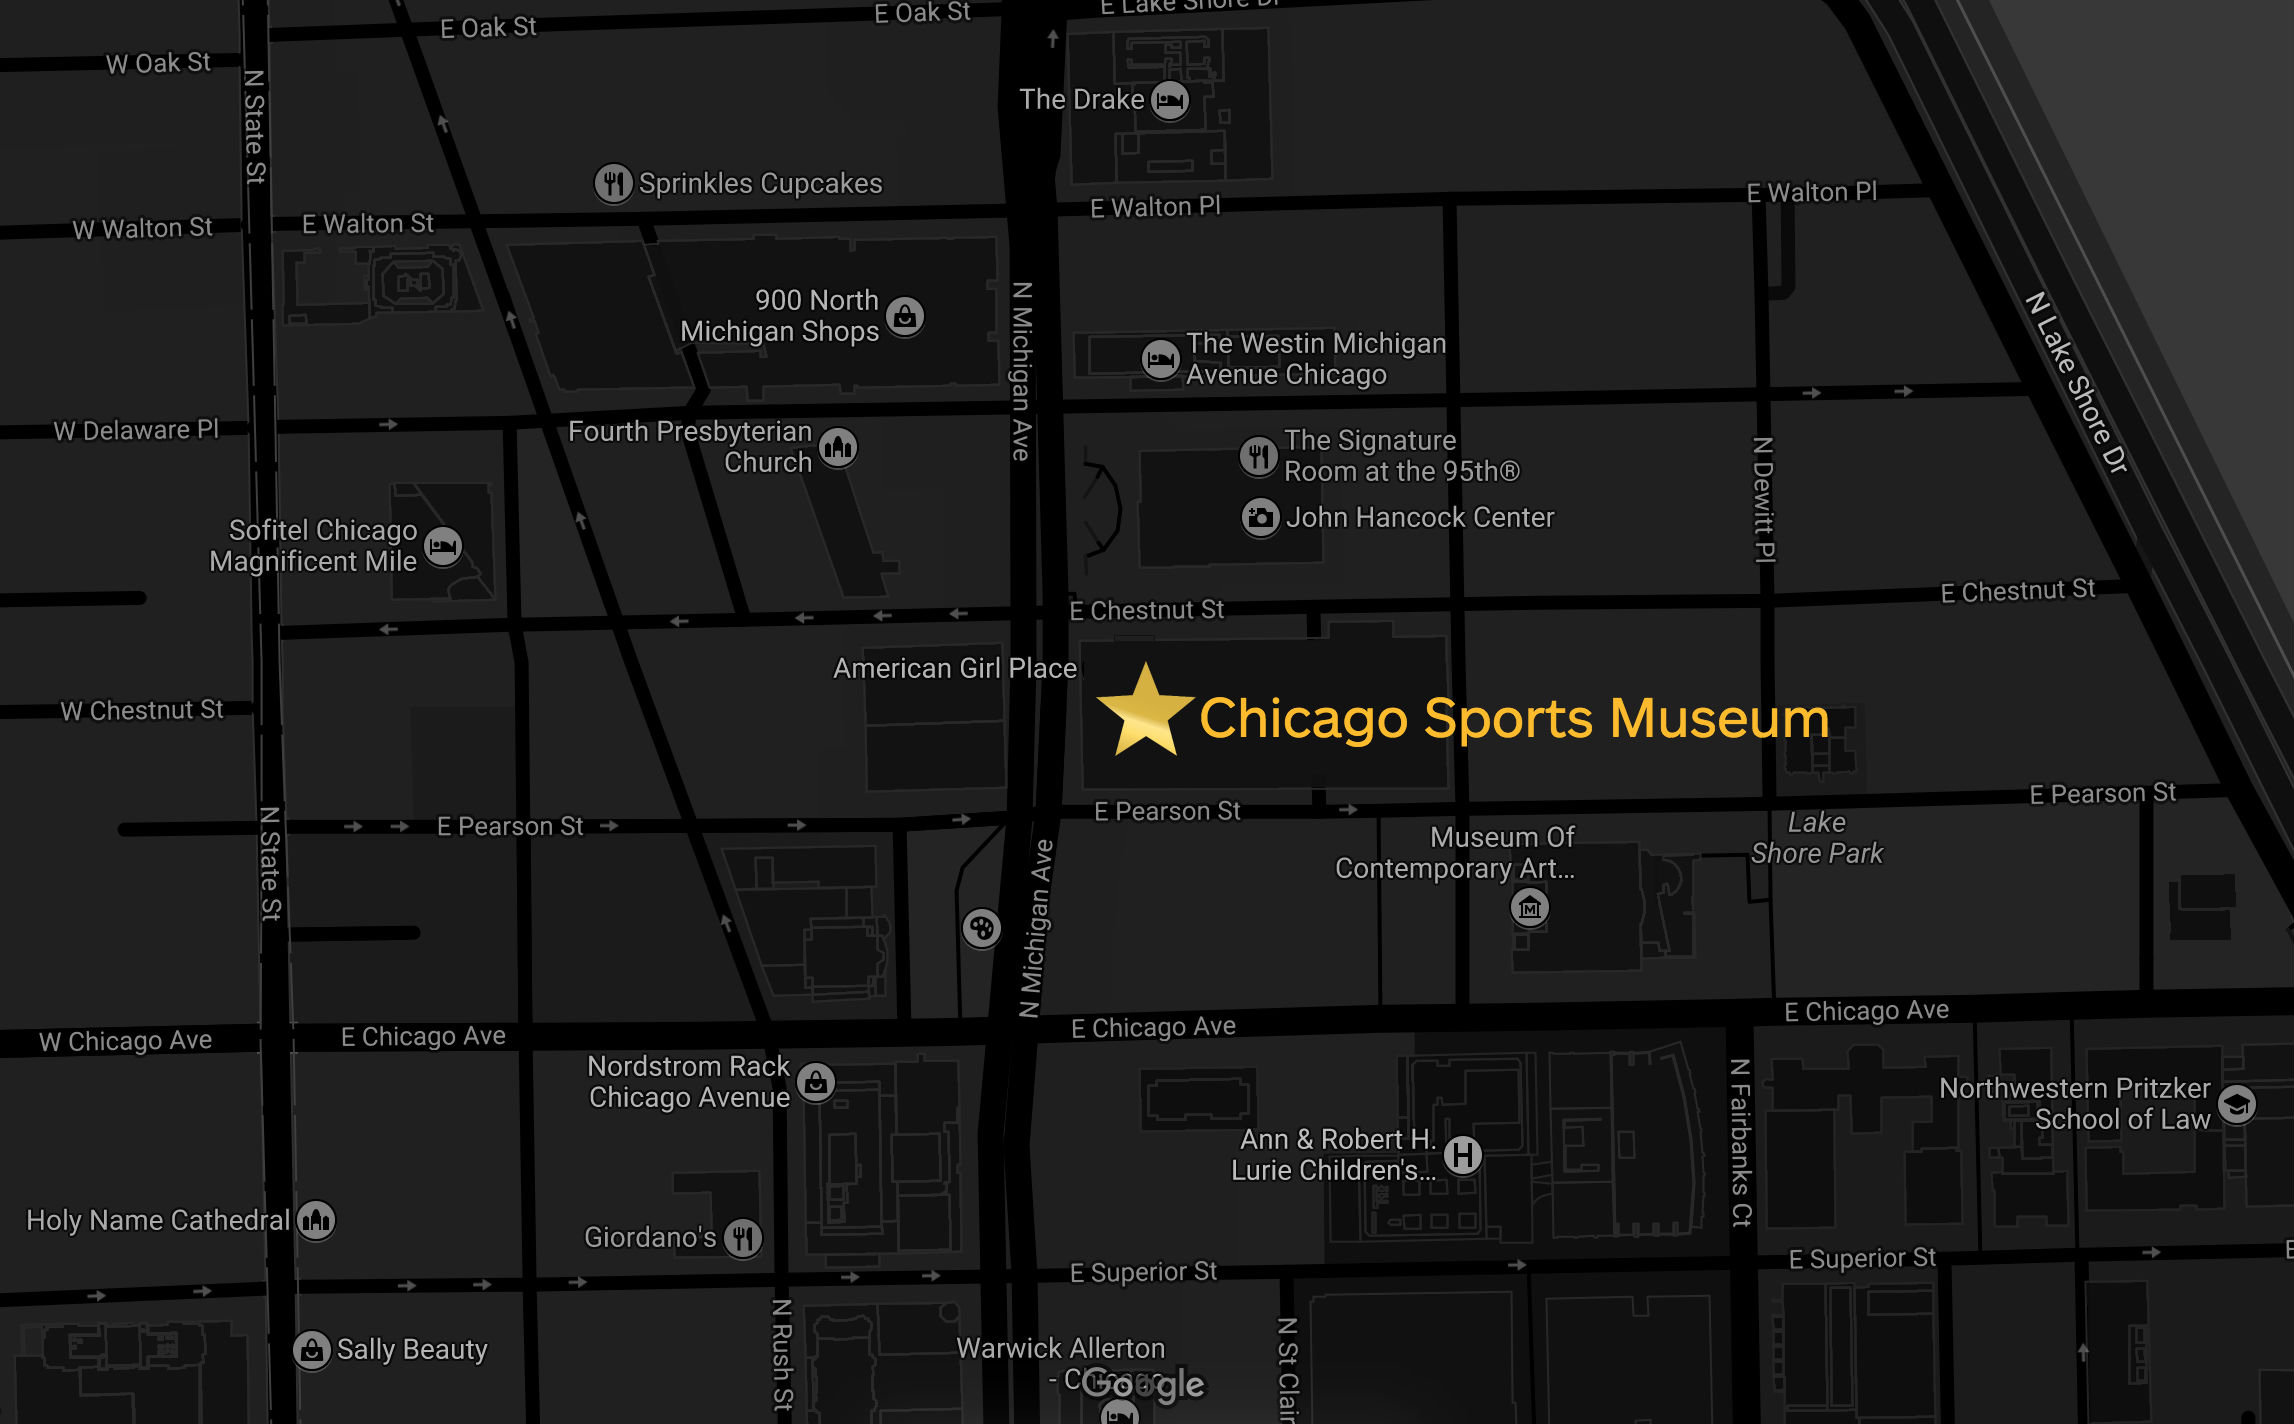 E Oak St
E Oak St
E Lake Shore Dr
W Oak St
N State St
The Drake
Sprinkles Cupcakes
E Walton Pl
E Walton Pl
W Walton St
E Walton St
900 North
Michigan Shops
N Michigan Ave
The Westin Michigan
Avenue Chicago
N Lake Shore Dr
W Delaware Pl
Fourth Presbyterian
Church
The Signature
Room at the 95th®
John Hancock Center
N Dewitt Pl
Sofitel Chicago
Magnificent Mile
E Chestnut St
E Chestnut St
American Girl Place
Chicago Sports Museum
W Chestnut St
E Pearson St
E Pearson St
E Pearson St
N State St
Lake
Shore Park
Museum Of
Contemporary Art...
N Michigan Ave
W Chicago Ave
E Chicago Ave
E Chicago Ave
E Chicago Ave
Nordstrom Rack
Chicago Avenue
N Fairbanks Ct
Northwestern Pritzker
School of Law
Ann & Robert H.
Lurie Children's...
H
Holy Name Cathedral
Giordano's
E Superior St
E Superior St
E
N Rush St
Sally Beauty
Warwick Allerton
- Chicago
Google
N St Clair